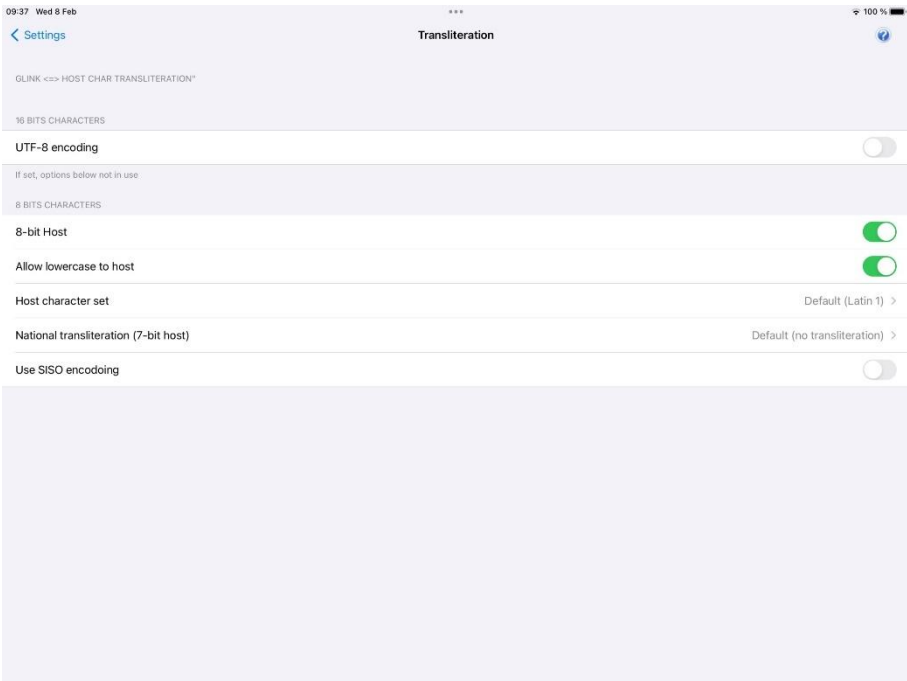 09:37 Wed 8 Feb 100 %
Settings Transliteration ?
GLINK <=> HOST CHAR TRANSLITERATION"
16 BITS CHARACTERS
UTF-8 encoding
If set, options below not in use
8 BITS CHARACTERS
8-bit Host
Allow lowercase to host
Host character set Default (Latin 1)
National transliteration (7-bit host) Default (no transliteration)
Use SISO encodoing